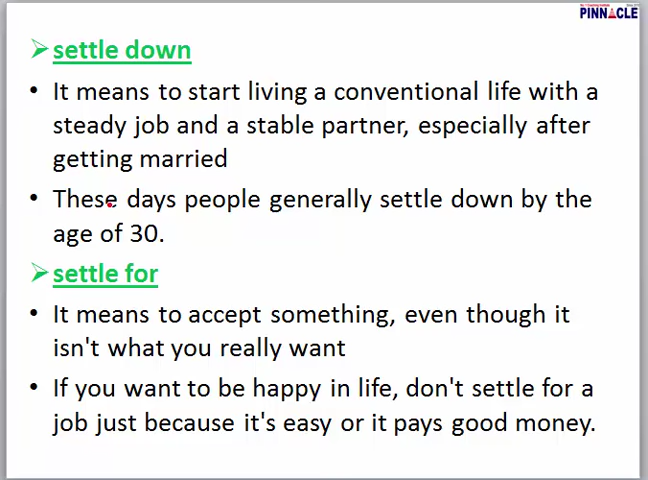 PINNACLE
settle down
It means to start living a conventional life with a
steady job and a stable partner, especially after
getting married
These days people generally settle down by the
age of 30.
settle for
It means to accept something, even though it
isn't what you really want
If you want to be happy in life, don't settle for a
job just because it's easy or it pays good money.